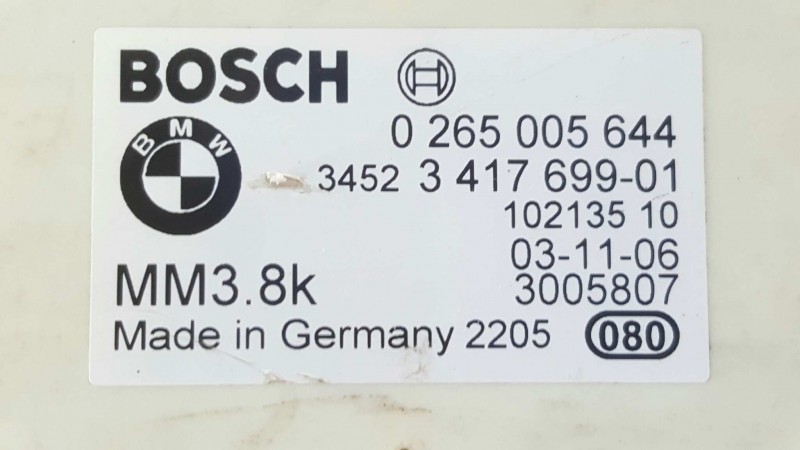 BOSCH
BMW
0 265 005 644
3452 3 417 699-01
102135 10
03-11-06
MM3.8k 3005807
Made in Germany 2205 080